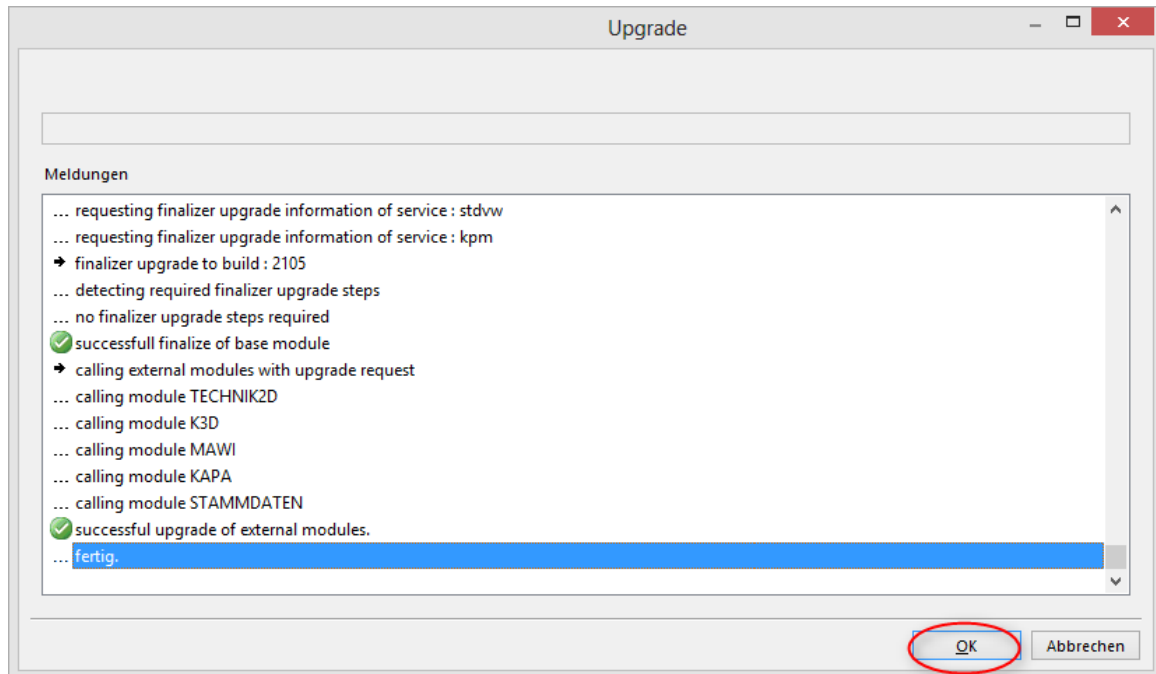 Upgrade
Meldungen
... requesting finalizer upgrade information of service : stdvw
... requesting finalizer upgrade information of service : kpm
➔ finalizer upgrade to build : 2105
... detecting required finalizer upgrade steps
... no finalizer upgrade steps required
successfull finalize of base module
➔ calling external modules with upgrade request
... calling module TECHNIK2D
... calling module K3D
... calling module MAWI
... calling module KAPA
... calling module STAMMDATEN
successful upgrade of external modules.
... fertig.
OK Abbrechen